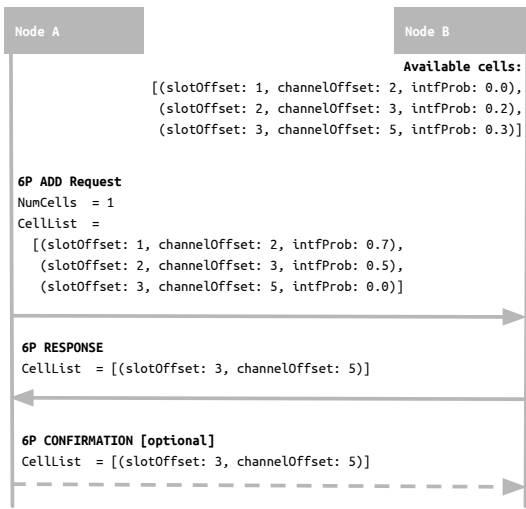 Node A
Node B
Available cells:
[(slotOffset: 1, channelOffset: 2, intfProb: 0.0),
(slotOffset: 2, channelOffset: 3, intfProb: 0.2),
(slotOffset: 3, channelOffset: 5, intfProb: 0.3)]
6P ADD Request
NumCells = 1
CellList =
[(slotOffset: 1, channelOffset: 2, intfProb: 0.7),
(slotOffset: 2, channelOffset: 3, intfProb: 0.5),
(slotOffset: 3, channelOffset: 5, intfProb: 0.0)]
6P RESPONSE
CellList = [(slotOffset: 3, channelOffset: 5)]
6P CONFIRMATION [optional]
CellList = [(slotOffset: 3, channelOffset: 5)]